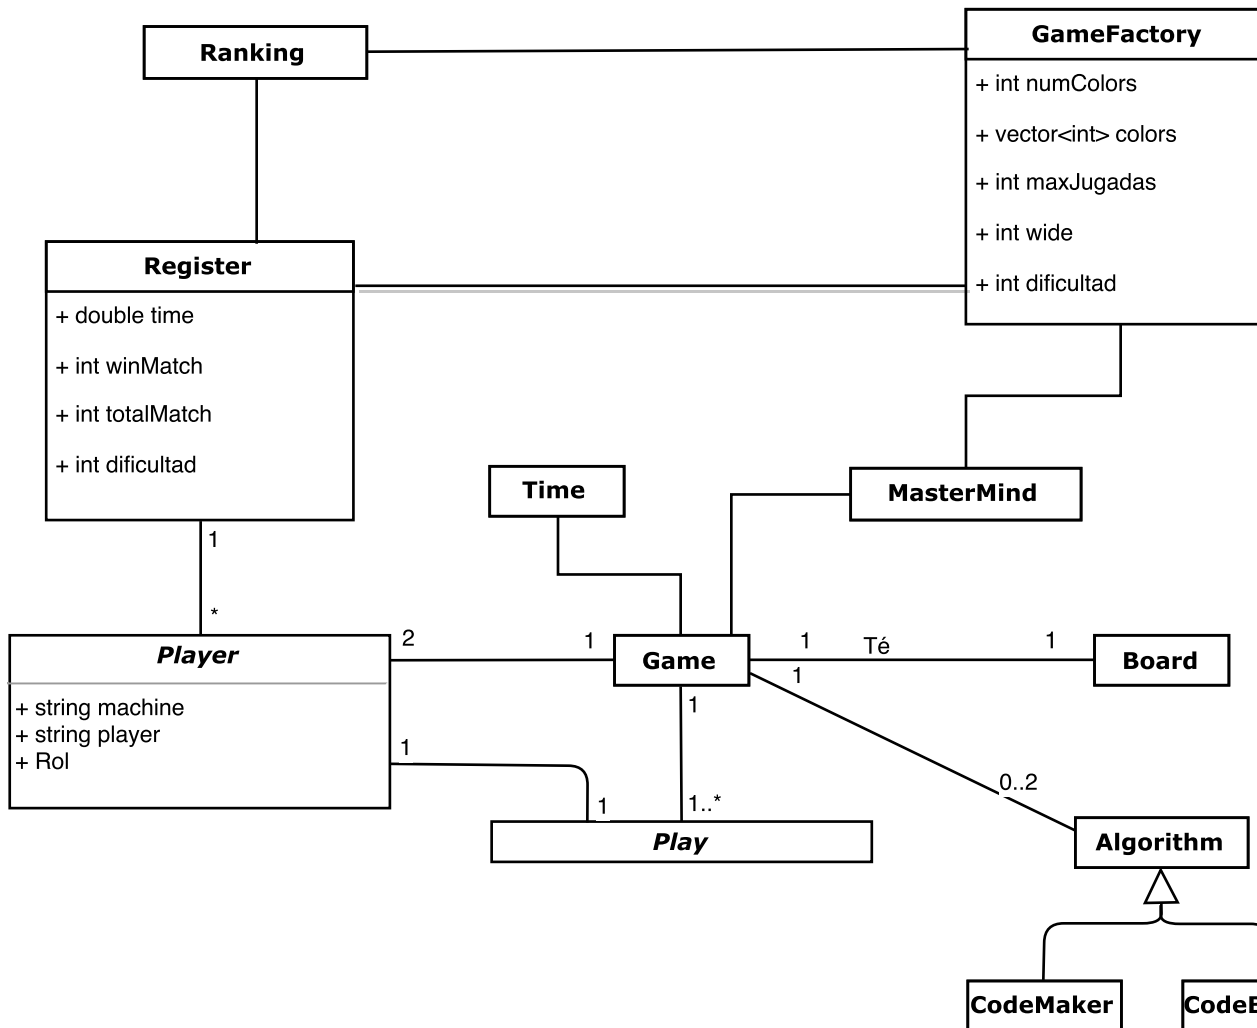 Ranking
GameFactory
+ int numColors
+ vector<int> colors
+ int maxJugadas
+ int wide
+ int dificultad
Register
+ double time
+ int winMatch
+ int totalMatch
+ int dificultad
1
*
Time
MasterMind
Player
+ string machine
+ string player
+ Rol
2
1
Game
1
Té
1
Board
1
1
1
1
1..*
Play
0..2
Algorithm
CodeMaker